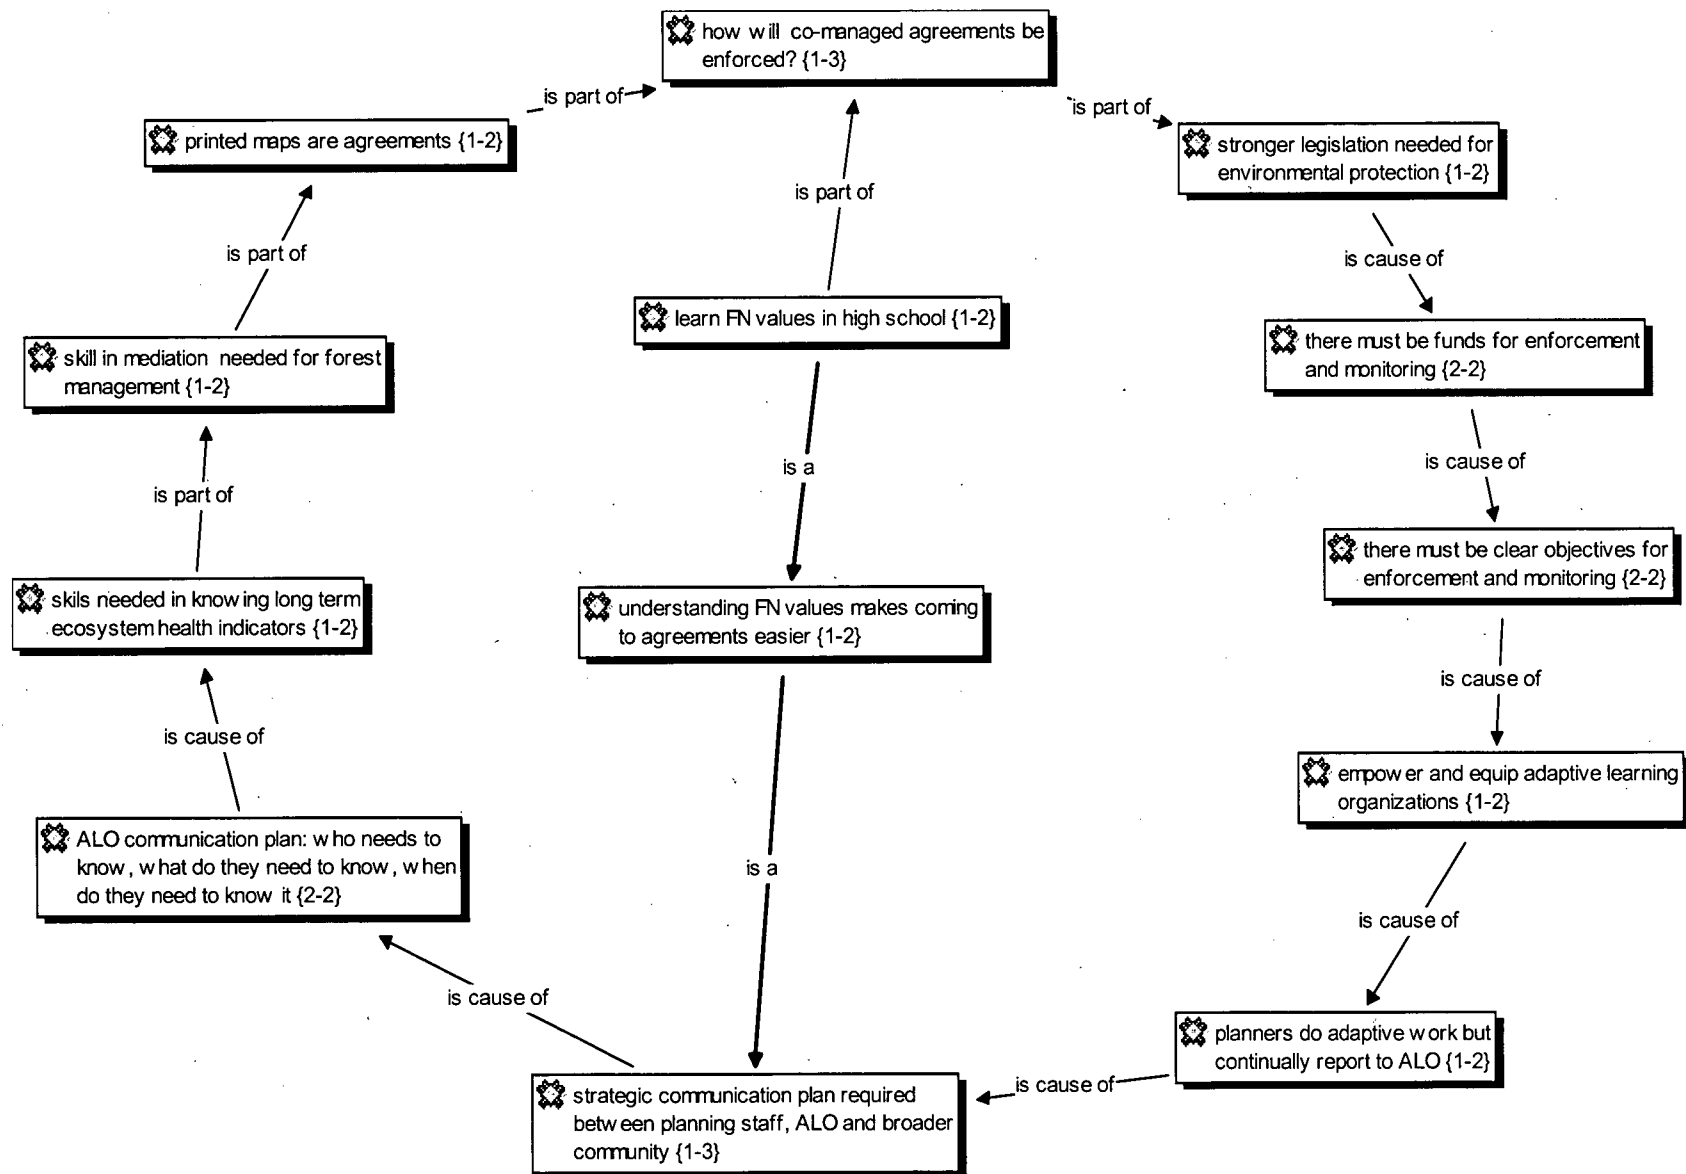 how will co-managed agreements be
enforced? {1-3}
is part of
is part of
printed maps are agreements {1-2}
stronger legislation needed for
environmental protection {1-2}
is part of
is part of
is cause of
learn FN values in high school {1-2}
skill in mediation needed for forest
management {1-2}
there must be funds for enforcement
and monitoring {2-2}
is a
is cause of
is part of
there must be clear objectives for
enforcement and monitoring {2-2}
skils needed in knowing long term
ecosystem health indicators {1-2}
understanding FN values makes coming
to agreements easier {1-2}
is cause of
is cause of
empower and equip adaptive learning
organizations {1-2}
ALO communication plan: who needs to
know, what do they need to know, when
do they need to know it {2-2}
is a
is cause of
is cause of
planners do adaptive work but
continually report to ALO {1-2}
is cause of
strategic communication plan required
between planning staff, ALO and broader
community {1-3}